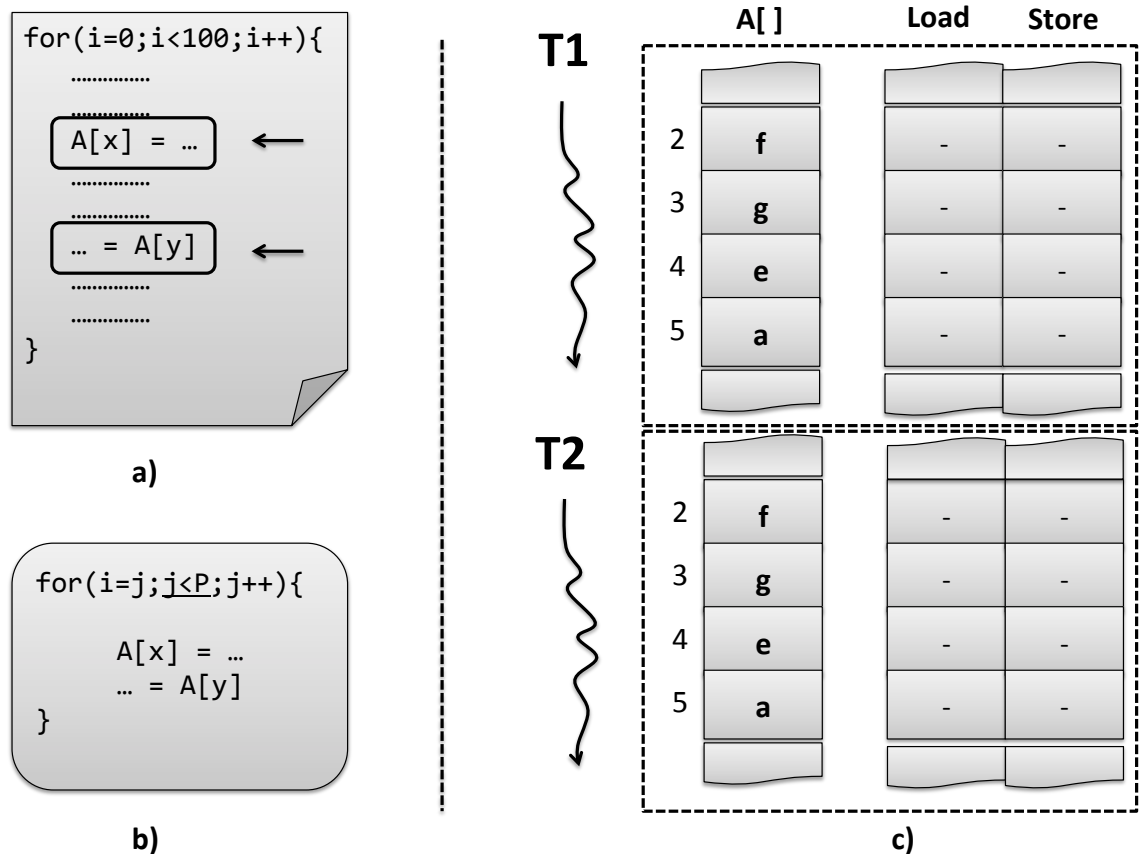 for(i=0;i<100;i++){
……………
……………
A[x] = …
……………
……………
… = A[y]
……………
……………
}
a)
for(i=j;j<P;j++){
A[x] = …
… = A[y]
}
b)
A[ ] Load Store
T1
2 f - -
3 g - -
4 e - -
5 a - -
T2
2 f - -
3 g - -
4 e - -
5 a - -
c)